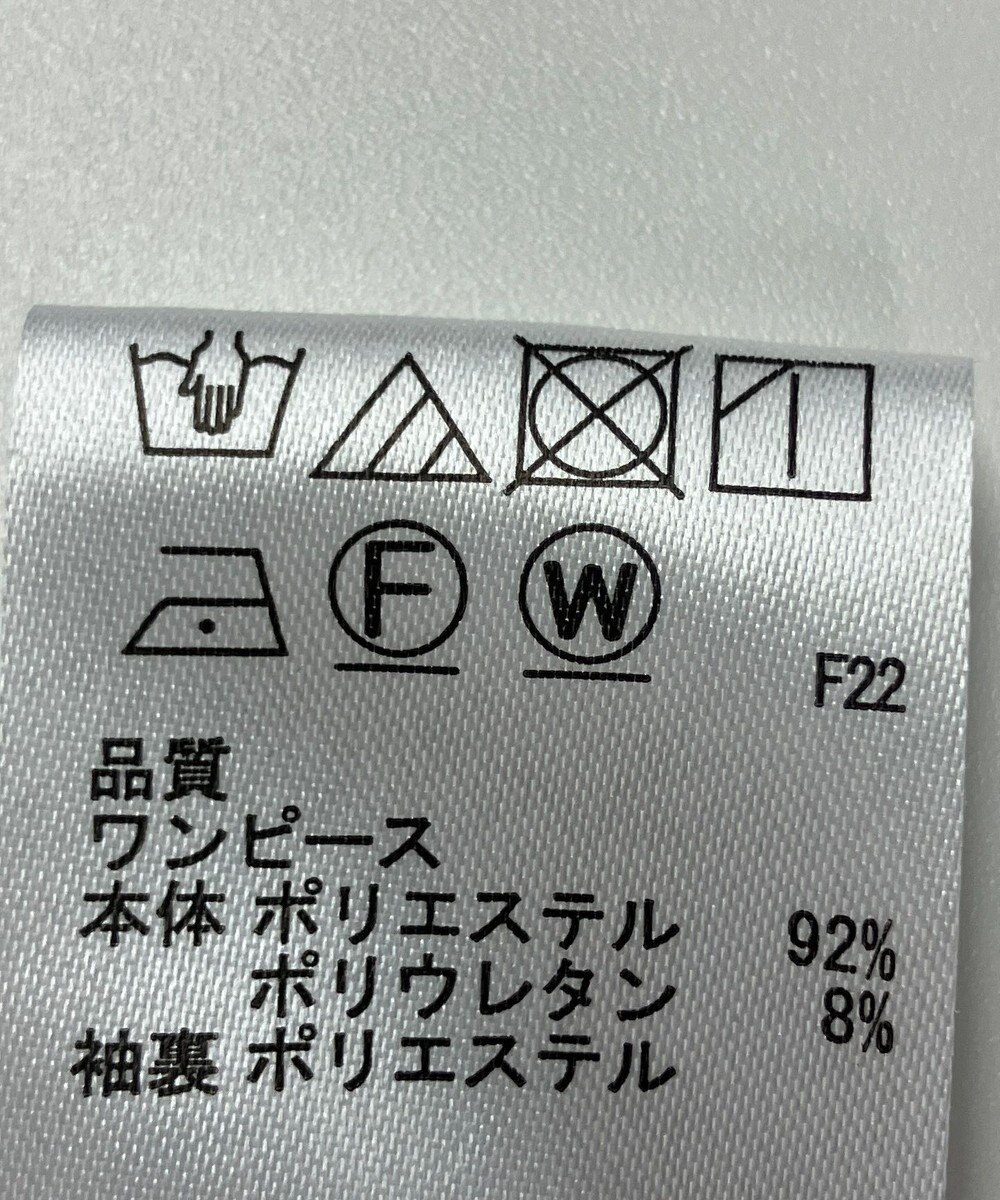 F W
F22
品質
ワンピース
本体 ポリエステル 92%
ポリウレタン 8%
袖裏 ポリエステル